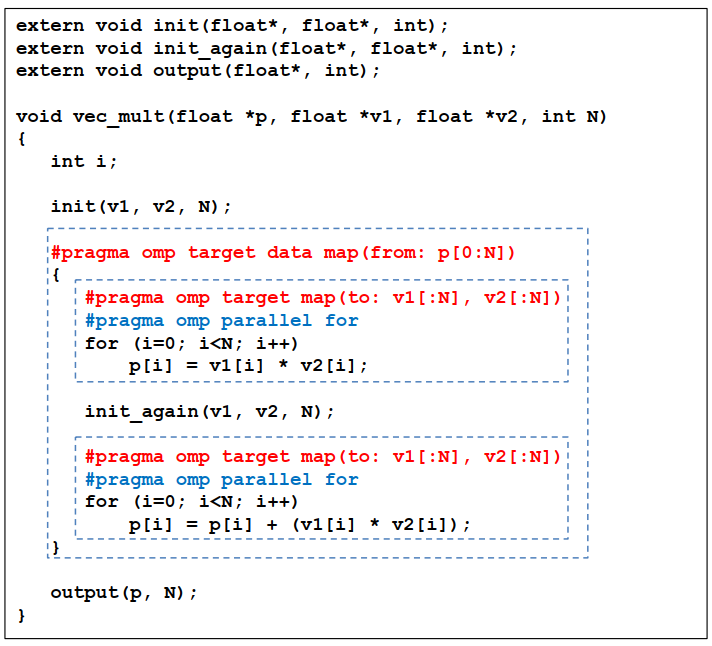 extern void init(float*, float*, int);
extern void init_again(float*, float*, int);
extern void output(float*, int);
void vec_mult(float *p, float *v1, float *v2, int N)
{
int i;
init(v1, v2, N);
#pragma omp target data map(from: p[0:N])
{
#pragma omp target map(to: v1[:N], v2[:N])
#pragma omp parallel for
for (i=0; i<N; i++)
p[i] = v1[i] * v2[i];
init_again(v1, v2, N);
#pragma omp target map(to: v1[:N], v2[:N])
#pragma omp parallel for
for (i=0; i<N; i++)
p[i] = p[i] + (v1[i] * v2[i]);
}
output(p, N);
}